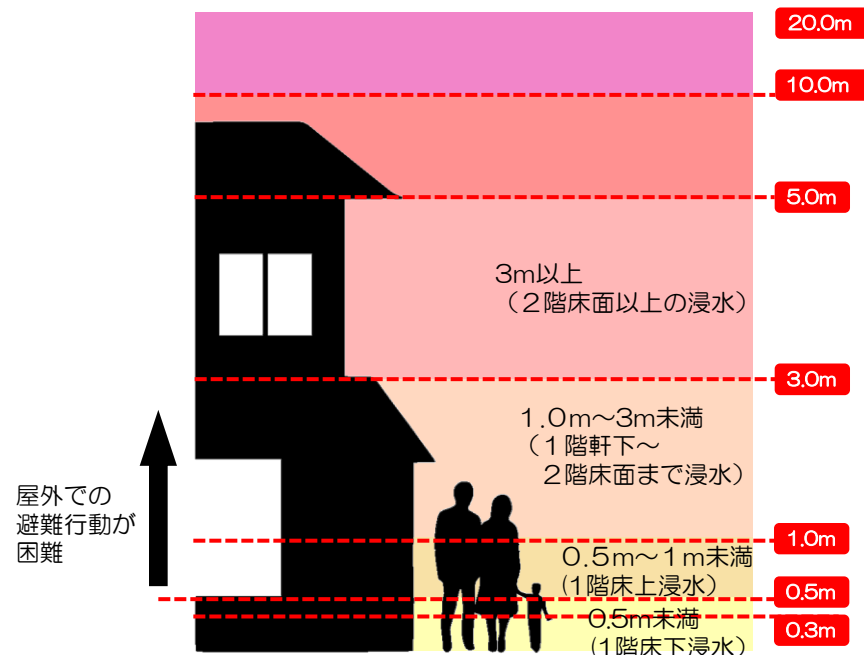 20.0m
10.0m
5.0m
3m以上
（２階床面以上の浸水）
3.0m
１.０m～３m未満
（１階軒下～
２階床面まで浸水）
屋外での
避難行動が
困難
1.0m
０.５m～１m未満
(１階床上浸水)
0.5m
０.５m未満
(１階床下浸水)
0.3m